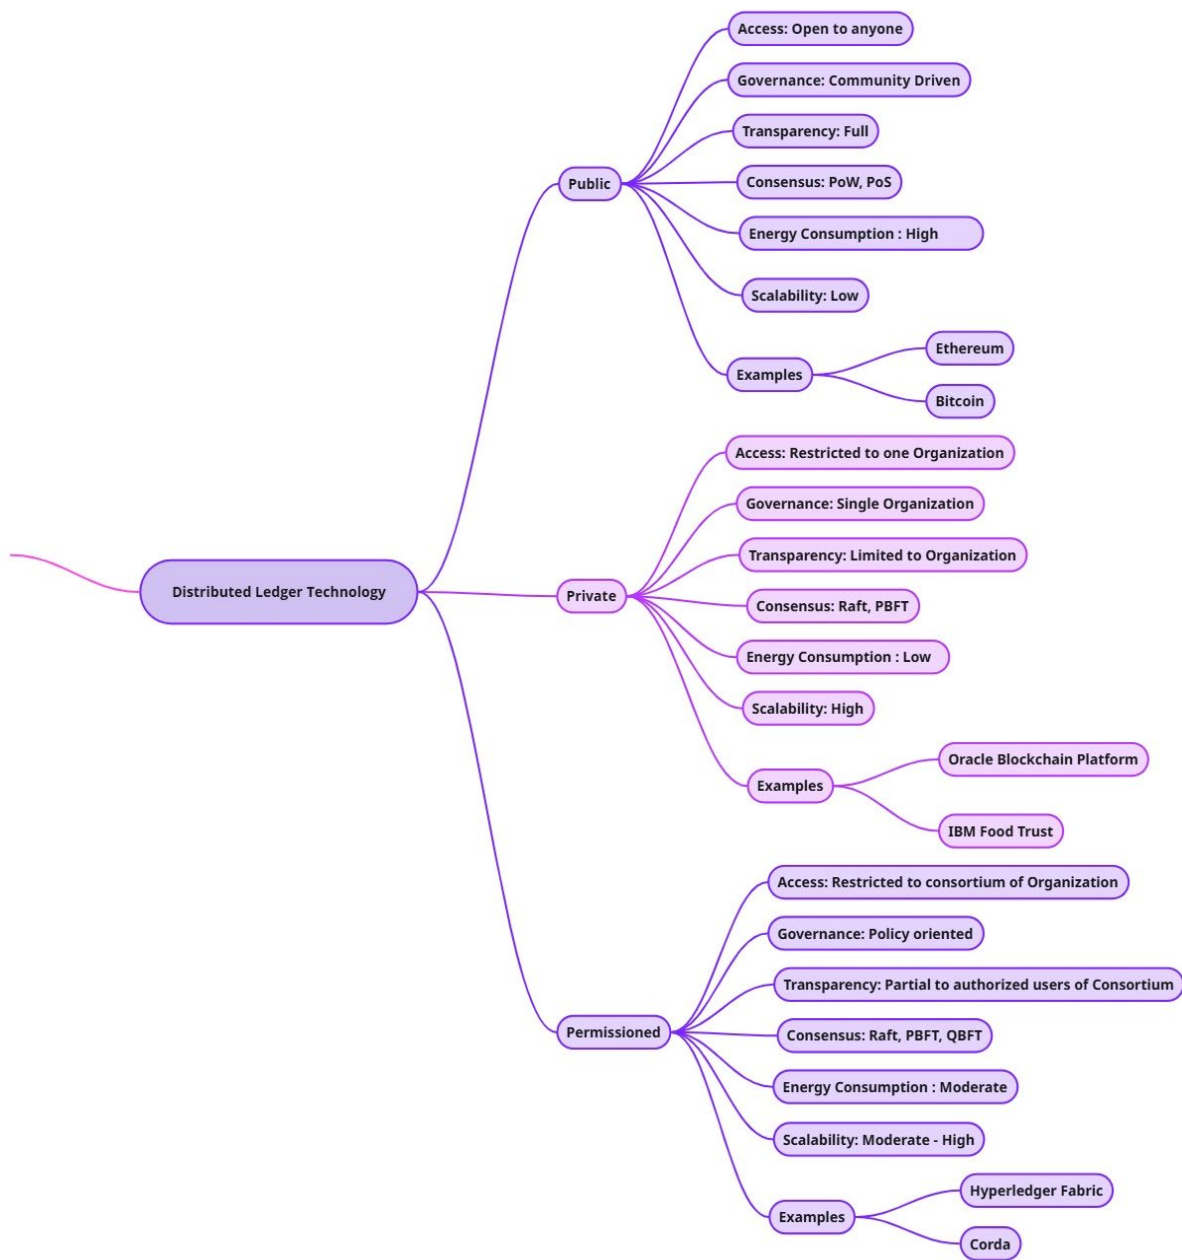 Access: Open to anyone
Governance: Community Driven
Transparency: Full
Consensus: PoW, PoS
Public
Energy Consumption : High
Scalability: Low
Examples
Ethereum
Bitcoin
Distributed Ledger Technology
Access: Restricted to one Organization
Governance: Single Organization
Transparency: Limited to Organization
Private
Consensus: Raft, PBFT
Energy Consumption : Low
Scalability: High
Examples
Oracle Blockchain Platform
IBM Food Trust
Access: Restricted to consortium of Organization
Governance: Policy oriented
Transparency: Partial to authorized users of Consortium
Permissioned
Consensus: Raft, PBFT, QBFT
Energy Consumption : Moderate
Scalability: Moderate - High
Examples
Hyperledger Fabric
Corda